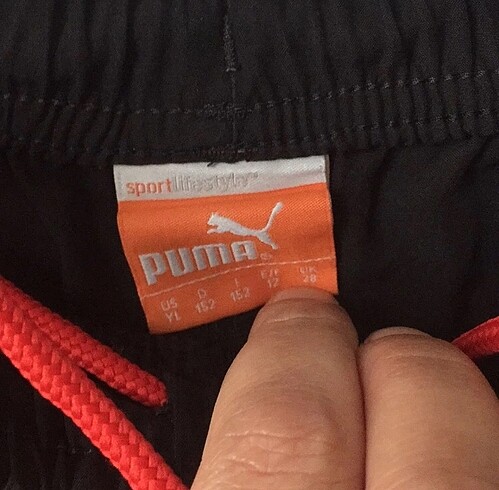 sportlifestyle
PUMA
US D I E/F UK
YL 152 152 12 28